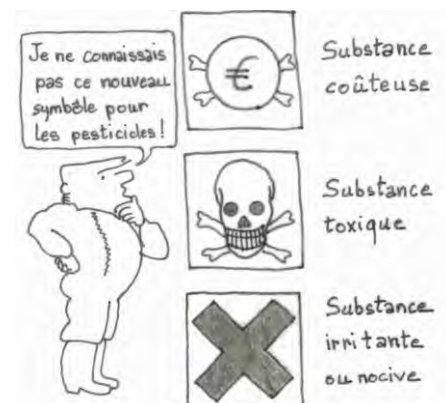 Je ne connaissais
pas ce nouveau
symbôle pour
les pesticides !
€
Substance
coûteuse
Substance
toxique
Substance
irritante
ou nocive